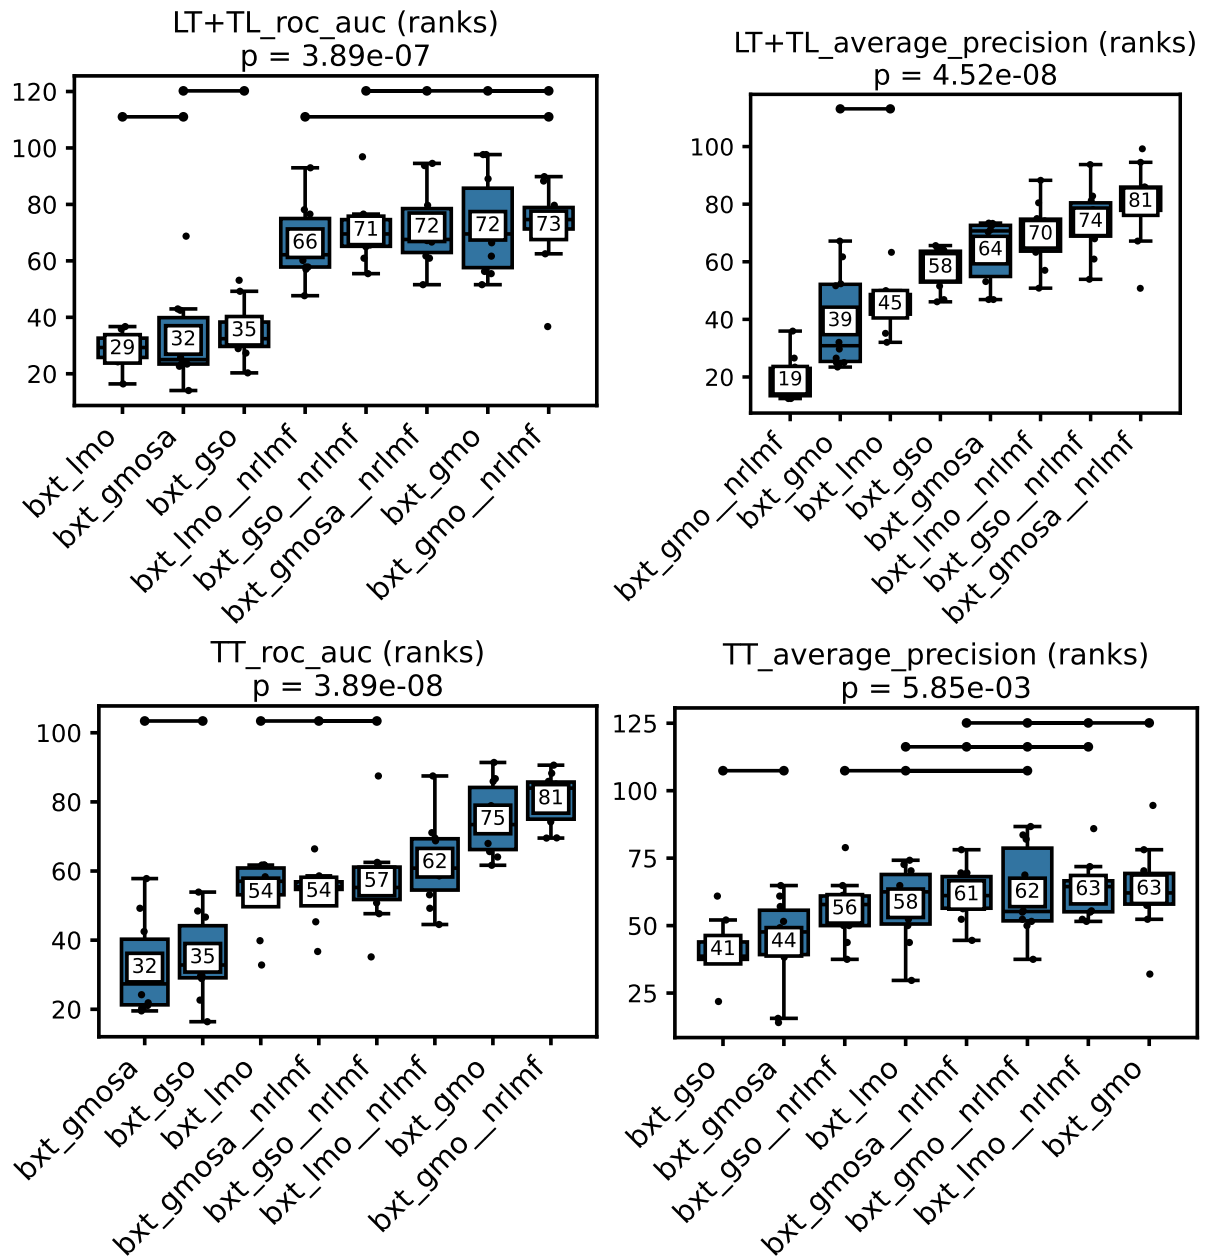 LT+TL_roc_auc (ranks)
p = 3.89e-07
120
100
80
60
40
20
29
32
35
66
71
72
72
73
bxt_lmo
bxt_gmosa
bxt_gso
bxt_lmo__nrlmf
bxt_gso__nrlmf
bxt_gmosa__nrlmf
bxt_gmo
bxt_gmo__nrlmf
LT+TL_average_precision (ranks)
p = 4.52e-08
100
80
60
40
20
19
39
45
58
64
70
74
81
bxt_gmo__nrlmf
bxt_gmo
bxt_lmo
bxt_gso
bxt_gmosa
bxt_lmo__nrlmf
bxt_gso__nrlmf
bxt_gmosa__nrlmf
TT_roc_auc (ranks)
p = 3.89e-08
100
80
60
40
20
32
35
54
54
57
62
75
81
bxt_gmosa
bxt_gso
bxt_lmo
bxt_gmosa__nrlmf
bxt_gso__nrlmf
bxt_lmo__nrlmf
bxt_gmo
bxt_gmo__nrlmf
TT_average_precision (ranks)
p = 5.85e-03
125
100
75
50
25
41
44
56
58
61
62
63
63
bxt_gso
bxt_gmosa
bxt_gso__nrlmf
bxt_lmo
bxt_gmosa__nrlmf
bxt_gmo__nrlmf
bxt_lmo__nrlmf
bxt_gmo